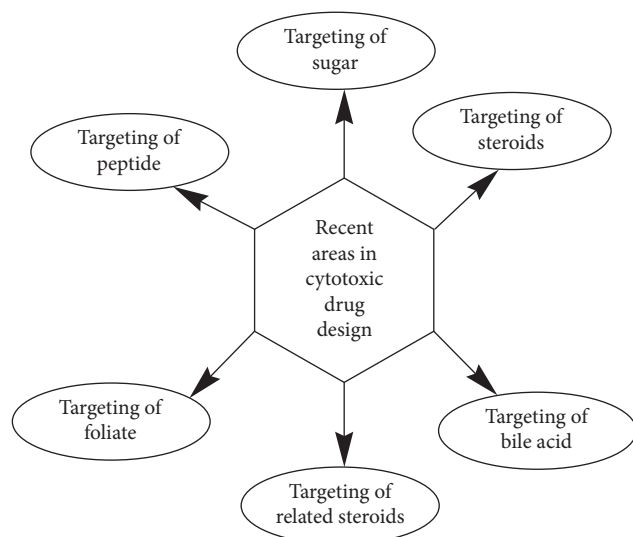 Targeting of
sugar
Targeting of
steroids
Targeting of
peptide
Recent
areas in
cytotoxic
drug
design
Targeting of
foliate
Targeting of
bile acid
Targeting of
related steroids